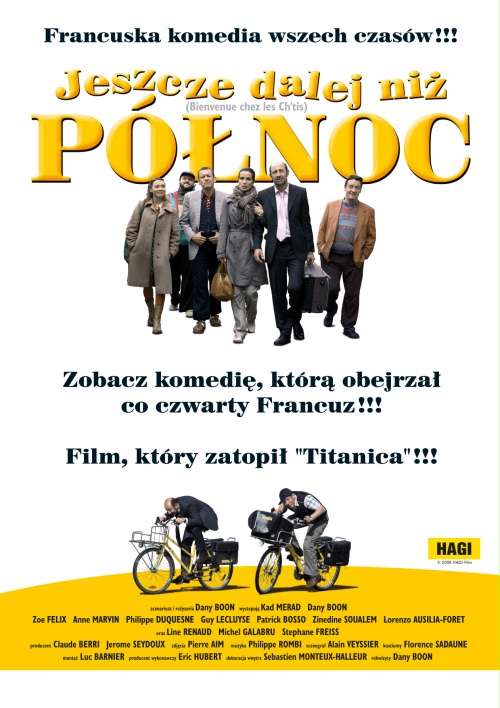 Francuska komedia wszech czasów!!!
Jeszcze dalej niż
(Bienvenue chez les Ch'tis)
PÓŁNOC
Zobacz komedię, którą obejrzał
co czwarty Francuz!!!
Film, który zatopił "Titanica"!!!
HAGI
© 2008 HAGI Film
scenariusz i reżyseria Dany BOON występują Kad MERAD Dany BOON
Zoe FELIX Anne MARVIN Philippe DUQUESNE Guy LECLUYSE Patrick BOSSO Zinedine SOUALEM Lorenzo AUSILIA-FORET
oraz Line RENAUD Michel GALABRU Stephane FREISS
producent Claude BERRI Jerome SEYDOUX zdjęcia Pierre AIM muzyka Philippe ROMBI scenograf Alain VEYSSIER kostiumy Florence SADAUNE
montaż Luc BARNIER producent wykonawczy Eric HUBERT dekoracja wnętrz Sebastien MONTEUX-HALLEUR rekwizyty Dany BOON